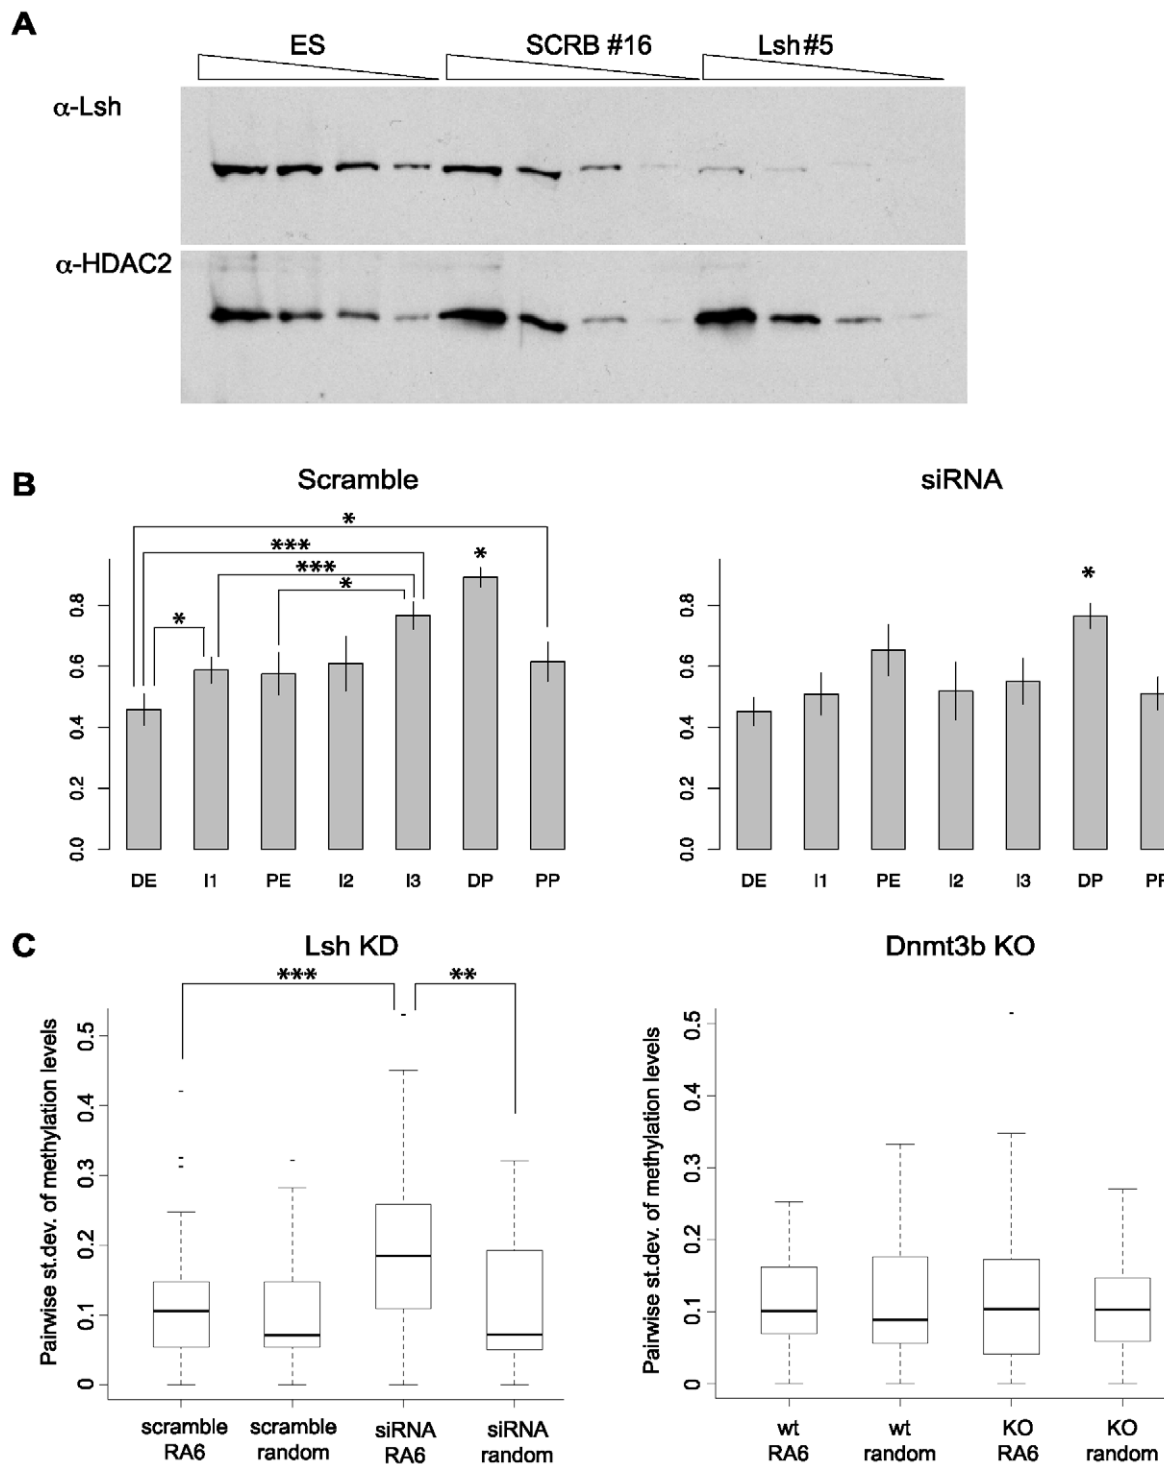 A
ES SCRB #16 Lsh#5
α-Lsh
α-HDAC2
B
Scramble
*
***
***
*
*
*
0.0 0.2 0.4 0.6 0.8
DE I1 PE I2 I3 DP PP
siRNA
*
0.0 0.2 0.4 0.6 0.8
DE I1 PE I2 I3 DP
C
Lsh KD
*** **
Pairwise st.dev. of methylation levels
0 0.1 0.2 0.3 0.4 0.5
scramble RA6
scramble random
siRNA RA6
siRNA random
Dnmt3b KO
Pairwise st.dev. of methylation levels
0 0.1 0.2 0.3 0.4 0.5
wt RA6
wt random
KO RA6
KO random